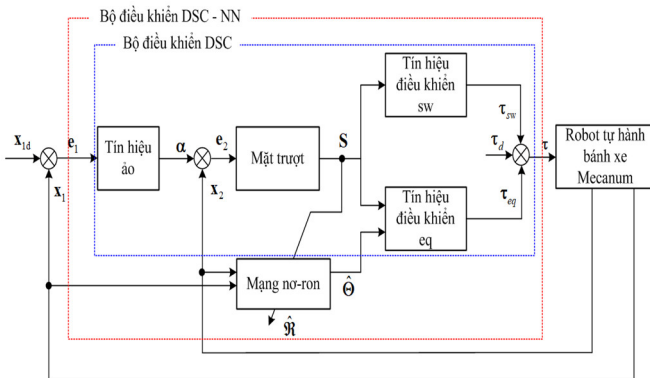 Bộ điều khiển DSC - NN
Bộ điều khiển DSC
Tín hiệu
điều khiển
sw
τsw
x1d
e1
Tín hiệu
ảo
α
e2
Mặt trượt
S
τd
τ
Robot tự hành
bánh xe
Mecanum
x1
x2
Tín hiệu
điều khiển
eq
τeq
Mạng nơ-ron
Θ̂
ℜ̂